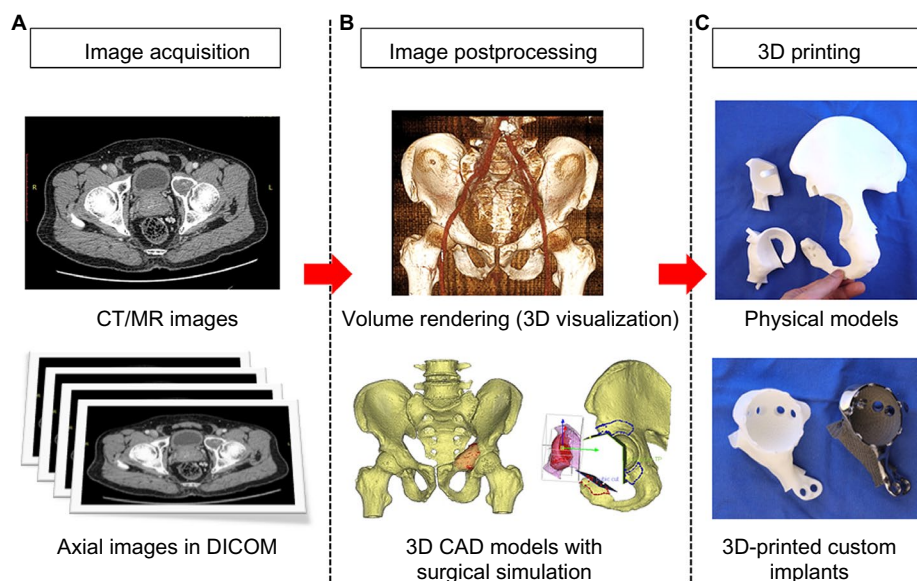 A
Image acquisition
R
L
CT/MR images
Axial images in DICOM
B
Image postprocessing
Volume rendering (3D visualization)
3D CAD models with
surgical simulation
C
3D printing
Physical models
3D-printed custom
implants